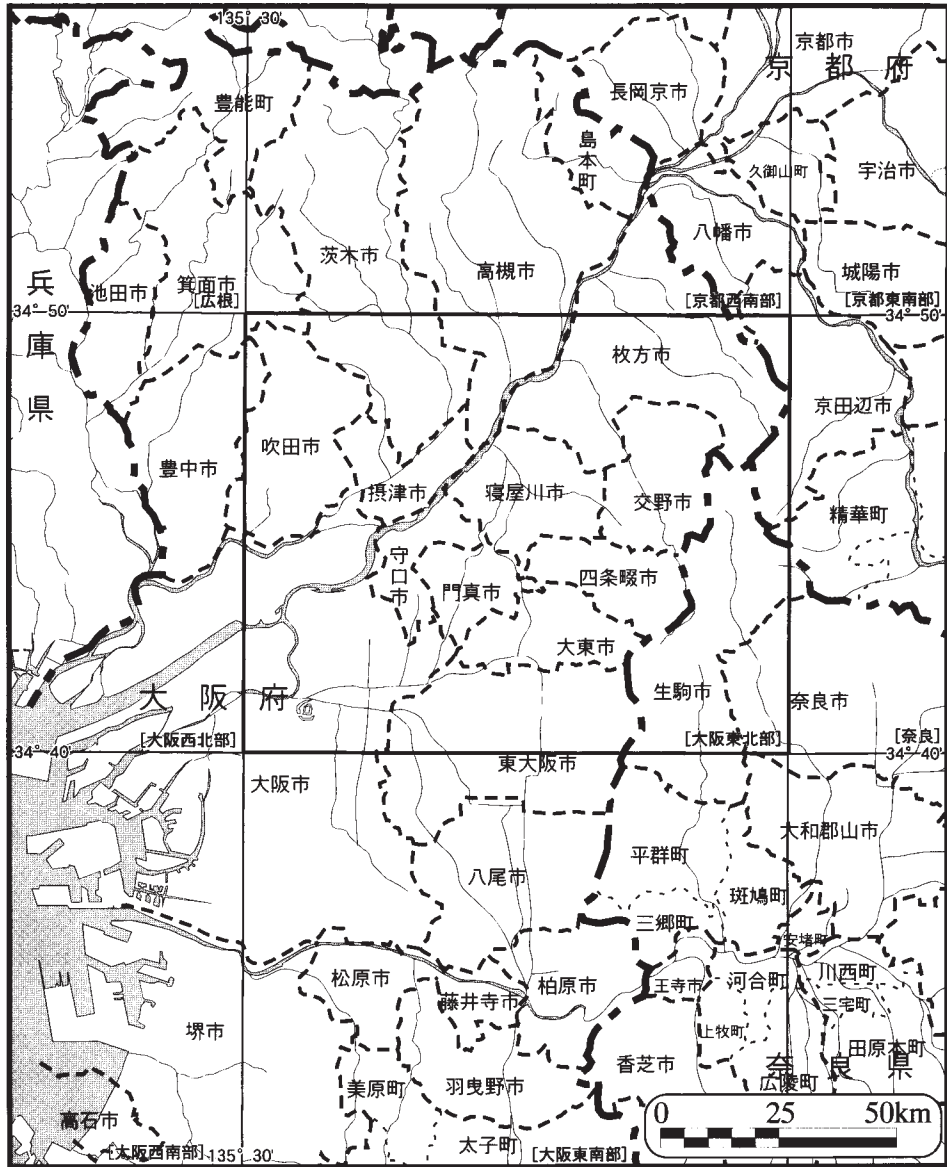 135° 30′
京都市
京都府
豊能町
長岡京市
島本町
久御山町
宇治市
八幡市
茨木市
高槻市
兵庫県
池田市
箕面市
城陽市
[広根]
[京都西南部]
[京都東南部]
34° 50′
34° 50′
枚方市
京田辺市
吹田市
豊中市
摂津市
寝屋川市
交野市
精華町
守口市
門真市
四条畷市
大東市
生駒市
奈良市
大阪府
[大阪西北部]
[大阪東北部]
[奈良]
34° 40′
34° 40′
東大阪市
大阪市
大和郡山市
平群町
八尾市
斑鳩町
三郷町
安堵町
松原市
柏原市
王寺市
河合町
川西町
藤井寺市
三宅町
堺市
上牧町
田原本町
香芝市
奈良県
美原町
羽曳野市
広陵町
高石市
0 25 50km
太子町
[大阪西南部]
135° 30′
[大阪東南部]